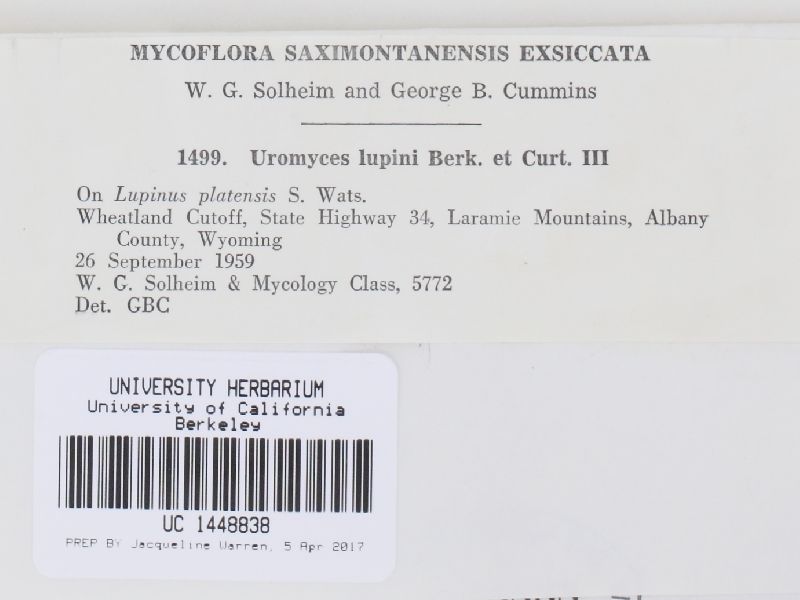 MYCOFLORA SAXIMONTANENSIS EXSICCATA
W. G. Solheim and George B. Cummins
1499. Uromyces lupini Berk. et Curt. III
On Lupinus platensis S. Wats.
Wheatland Cutoff, State Highway 34, Laramie Mountains, Albany
County, Wyoming
26 September 1959
W. G. Solheim & Mycology Class, 5772
Det. GBC
UNIVERSITY HERBARIUM
University of California
Berkeley
UC 1448838
PREP BY Jacqueline Warren, 5 Apr 2017